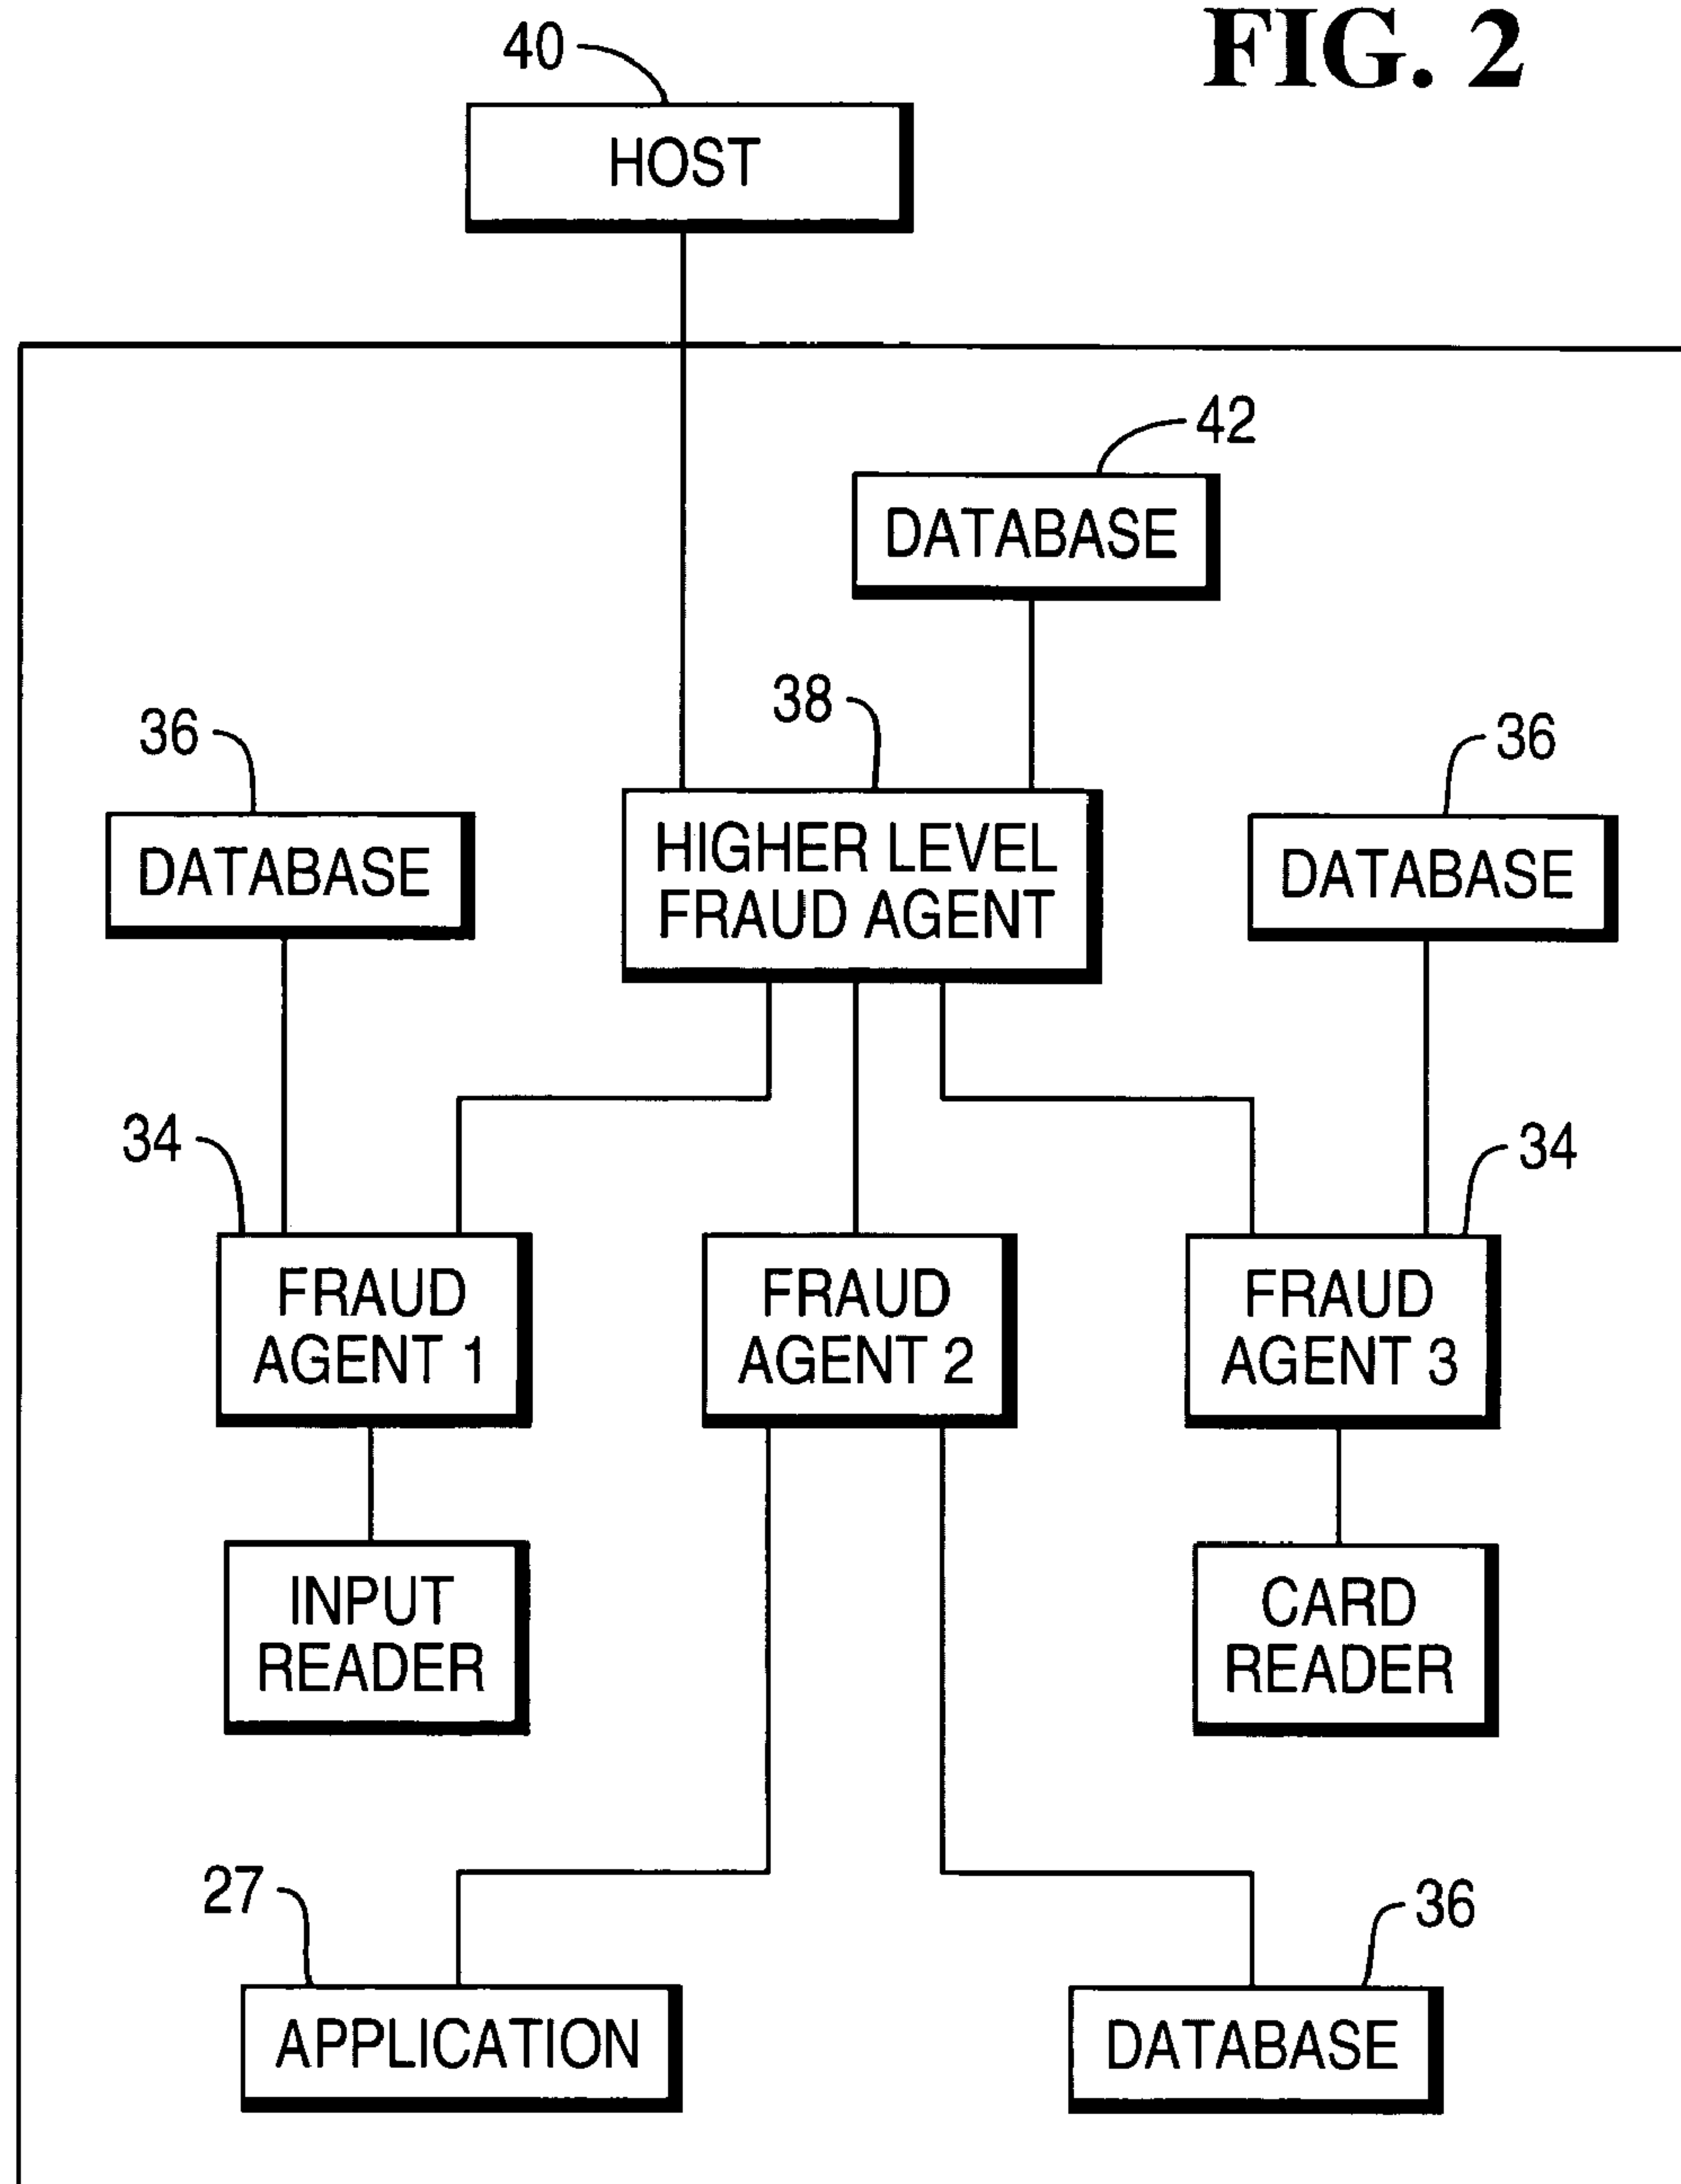 FIG. 2
40
HOST
42
DATABASE
38
36
36
HIGHER LEVEL
FRAUD AGENT
DATABASE
DATABASE
34
34
FRAUD
AGENT 1
FRAUD
AGENT 2
FRAUD
AGENT 3
INPUT
READER
CARD
READER
27
36
APPLICATION
DATABASE